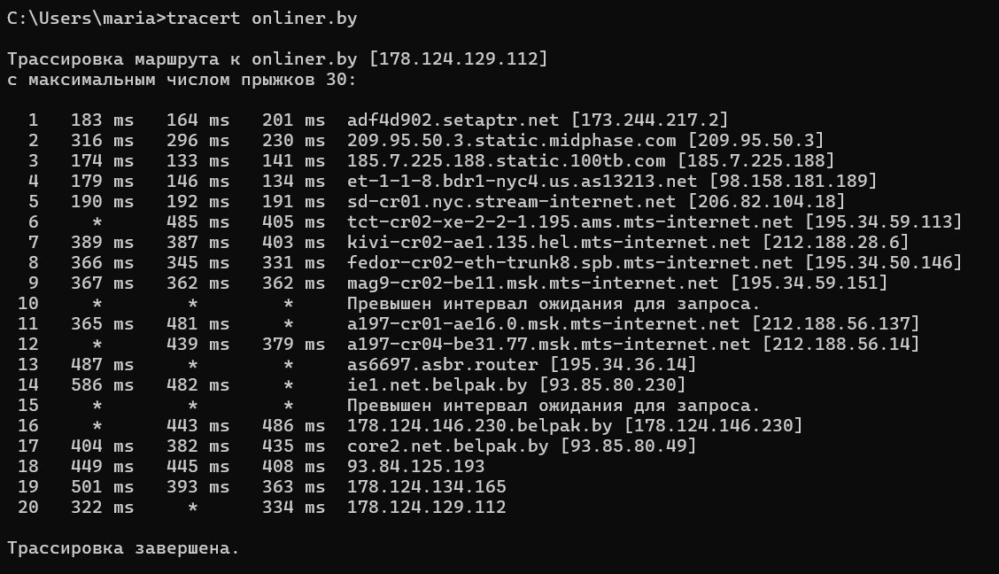 C:\Users\maria>tracert onliner.by
Трассировка маршрута к onliner.by [178.124.129.112]
с максимальным числом прыжков 30:
1 183 ms 164 ms 201 ms adf4d902.setaptr.net [173.244.217.2]
2 316 ms 296 ms 230 ms 209.95.50.3.static.midphase.com [209.95.50.3]
3 174 ms 133 ms 141 ms 185.7.225.188.static.100tb.com [185.7.225.188]
4 179 ms 146 ms 134 ms et-1-1-8.bdr1-nyc4.us.as13213.net [98.158.181.189]
5 190 ms 192 ms 191 ms sd-cr01.nyc.stream-internet.net [206.82.104.18]
6 * 485 ms 405 ms tct-cr02-xe-2-2-1.195.ams.mts-internet.net [195.34.59.113]
7 389 ms 387 ms 403 ms kivi-cr02-ae1.135.hel.mts-internet.net [212.188.28.6]
8 366 ms 345 ms 331 ms fedor-cr02-eth-trunk8.spb.mts-internet.net [195.34.50.146]
9 367 ms 362 ms 362 ms mag9-cr02-be11.msk.mts-internet.net [195.34.59.151]
10 * * * Превышен интервал ожидания для запроса.
11 365 ms 481 ms * a197-cr01-ae16.0.msk.mts-internet.net [212.188.56.137]
12 * 439 ms 379 ms a197-cr04-be31.77.msk.mts-internet.net [212.188.56.14]
13 487 ms * * as6697.asbr.router [195.34.36.14]
14 586 ms 482 ms * ie1.net.belpak.by [93.85.80.230]
15 * * * Превышен интервал ожидания для запроса.
16 * 443 ms 486 ms 178.124.146.230.belpak.by [178.124.146.230]
17 404 ms 382 ms 435 ms core2.net.belpak.by [93.85.80.49]
18 449 ms 445 ms 408 ms 93.84.125.193
19 501 ms 393 ms 363 ms 178.124.134.165
20 322 ms * 334 ms 178.124.129.112
Трассировка завершена.